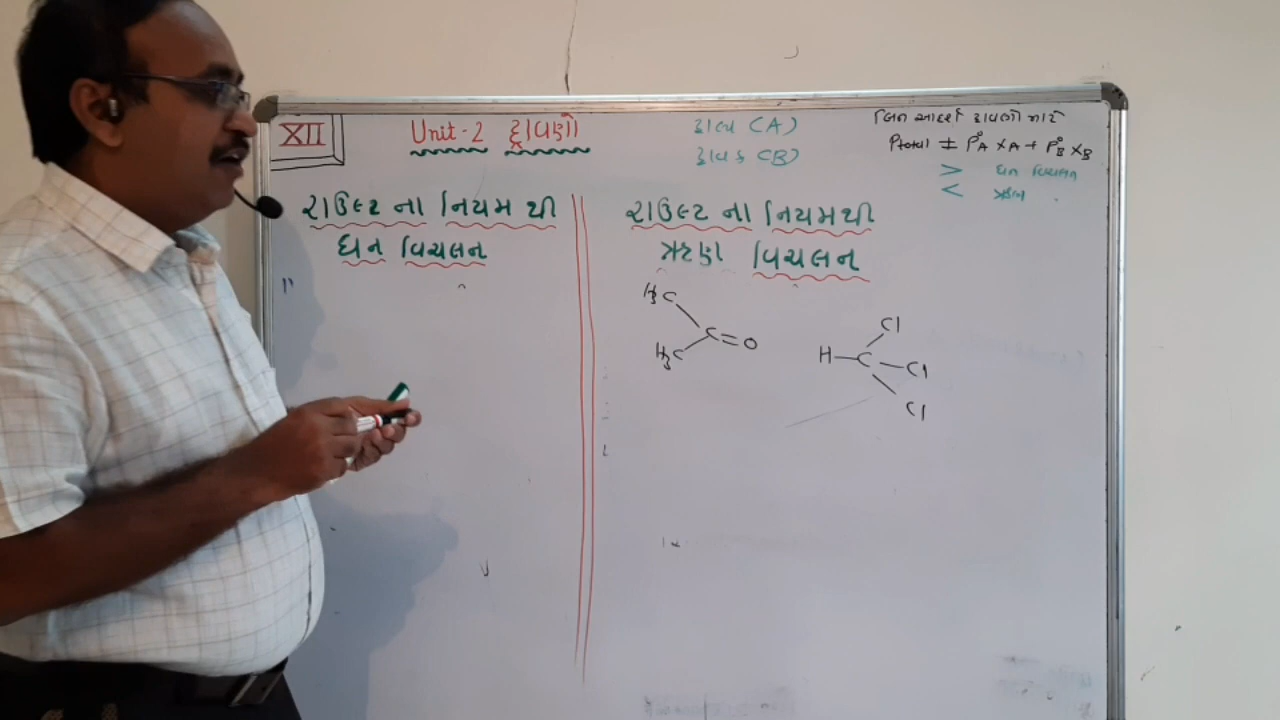 XII
Unit-2 દ્રાવણો
દ્રાવ્ય (A)
દ્રાવક (B)
બિન આદર્શ દ્રાવણો માટે
Ptotal ≠ P°A XA + P°B XB
> ધન વિચલન
< ઋણ
રાઉલ્ટ ના નિયમ થી
ધન વિચલન
રાઉલ્ટ ના નિયમથી
ઋણ વિચલન
H3C
C=O
H3C
Cl
H-C-Cl
Cl